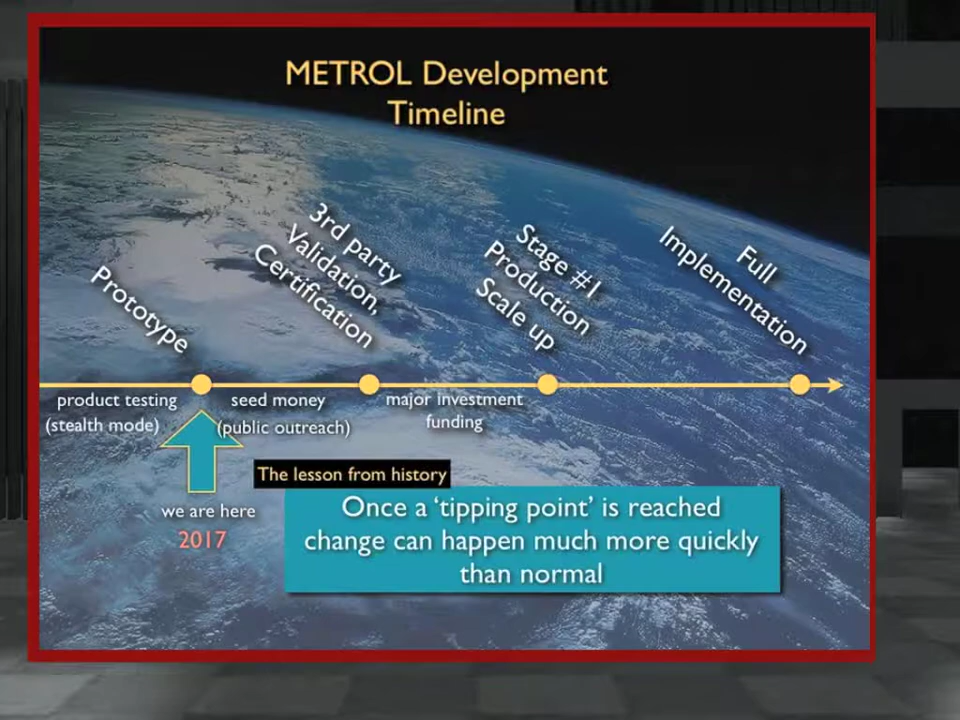 METROL Development
Timeline
Prototype
3rd party
Validation,
Certification
Stage #1
Production
Scale up
Full
Implementation
product testing
(stealth mode)
seed money
(public outreach)
major investment
funding
we are here
2017
The lesson from history
Once a ‘tipping point’ is reached
change can happen much more quickly
than normal